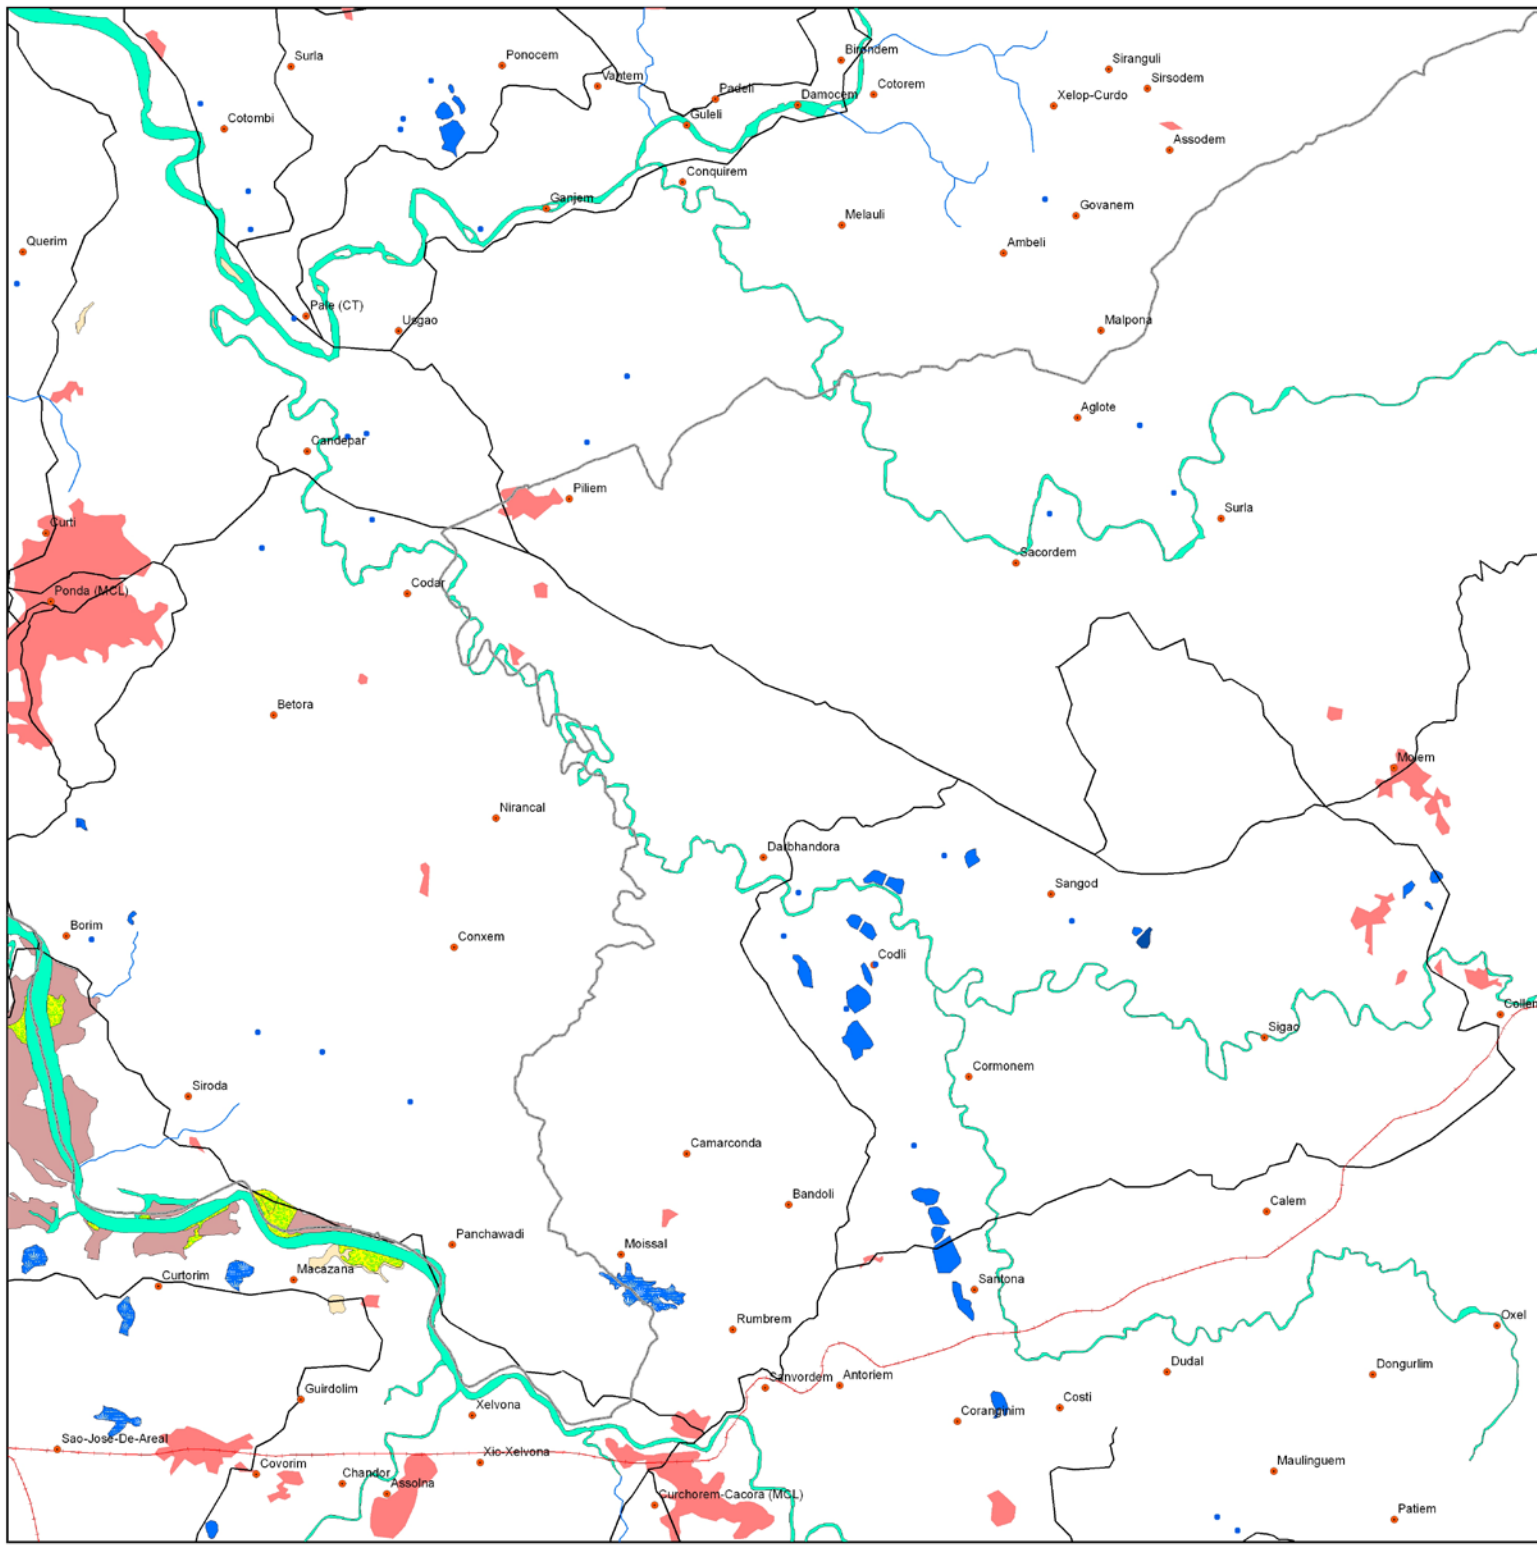 Surla
Ponocem
Birondem
Siranguli
Vantem
Sirsodem
Padeli
Damocem
Cotorem
Xelop-Curdo
Cotombi
Guleli
Assodem
Conquirem
Ganjem
Melauli
Govanem
Querim
Ambeli
Pale (CT)
Usgao
Malpona
Aglote
Candepar
Piliem
Surla
Curti
Sacordem
Codar
Ponda (MCL)
Betora
Molem
Nirancal
Darbhandora
Sangod
Borim
Conxem
Codli
Collem
Sigao
Cormonem
Siroda
Camarconda
Bandoli
Calem
Panchawadi
Moissal
Macazana
Curtorim
Santona
Rumbrem
Oxel
Dudal
Dongurlim
Sanvordem
Antoriem
Guirdolim
Xelvona
Costi
Coranginim
Sao-Jose-De-Areal
Xic-Xelvona
Covorim
Maulinguem
Chandor
Assolna
Curchorem-Cacora (MCL)
Patiem